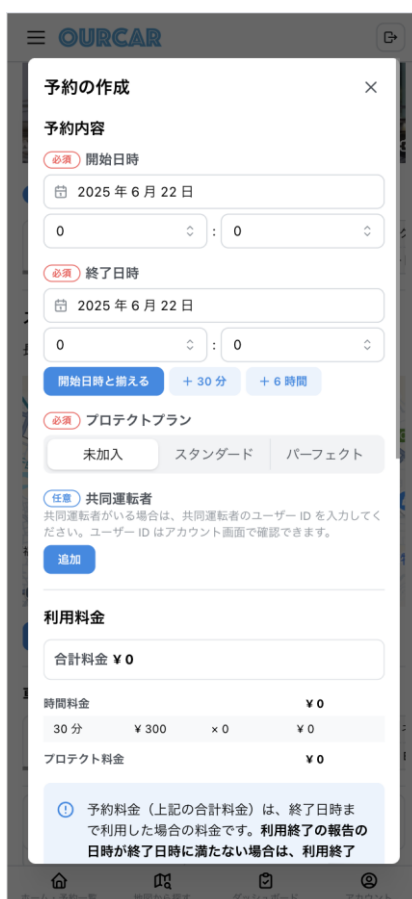 OURCAR
予約の作成
予約内容
必須 開始日時
2025 年 6 月 22 日
0 : 0
必須 終了日時
2025 年 6 月 22 日
0 : 0
開始日時と揃える + 30 分 + 6 時間
必須 プロテクトプラン
未加入 スタンダード パーフェクト
任意 共同運転者
共同運転者がいる場合は、共同運転者のユーザー ID を入力してく
ださい。ユーザー ID はアカウント画面で確認できます。
追加
利用料金
合計料金 ¥ 0
時間料金 ¥ 0
30 分 ¥ 300 × 0 ¥ 0
プロテクト料金 ¥ 0
予約料金（上記の合計料金）は、終了日時ま
で利用した場合の料金です。利用終了の報告の
日時が終了日時に満たない場合は、利用終了